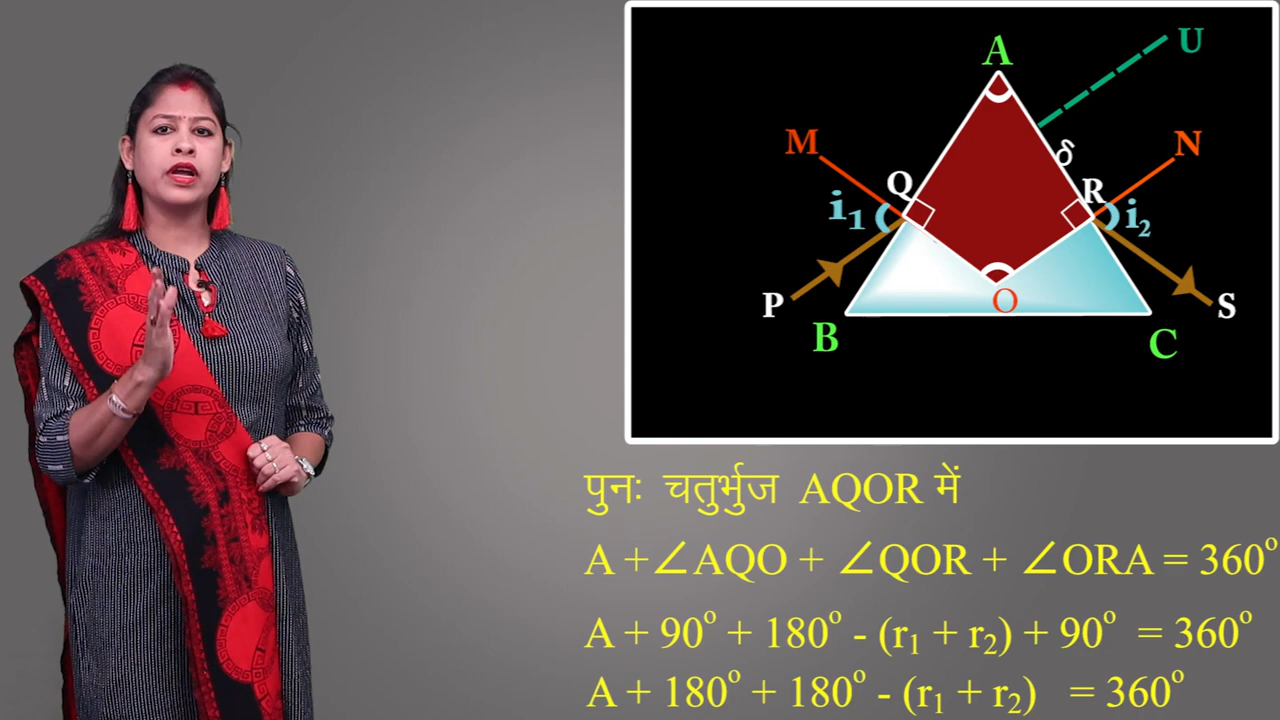 A
U
M
δ
N
Q
R
i₁
i₂
P
O
S
B
C
पुनः चतुर्भुज AQOR में
A + ∠AQO + ∠QOR + ∠ORA = 360°
A + 90° + 180° - (r₁ + r₂) + 90° = 360°
A + 180° + 180° - (r₁ + r₂) = 360°